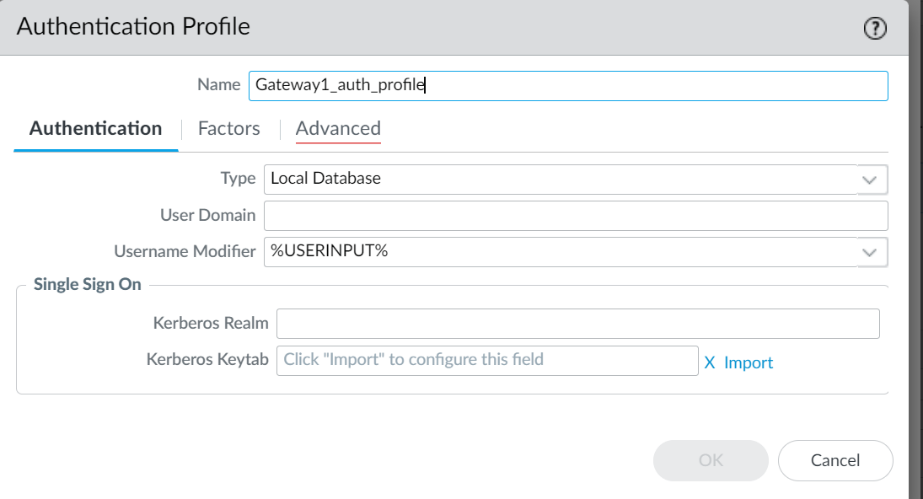 Authentication Profile
Name Gateway1_auth_profile
Authentication Factors Advanced
Type Local Database
User Domain
Username Modifier %USERINPUT%
Single Sign On
Kerberos Realm
Kerberos Keytab Click "Import" to configure this field X Import
OK Cancel